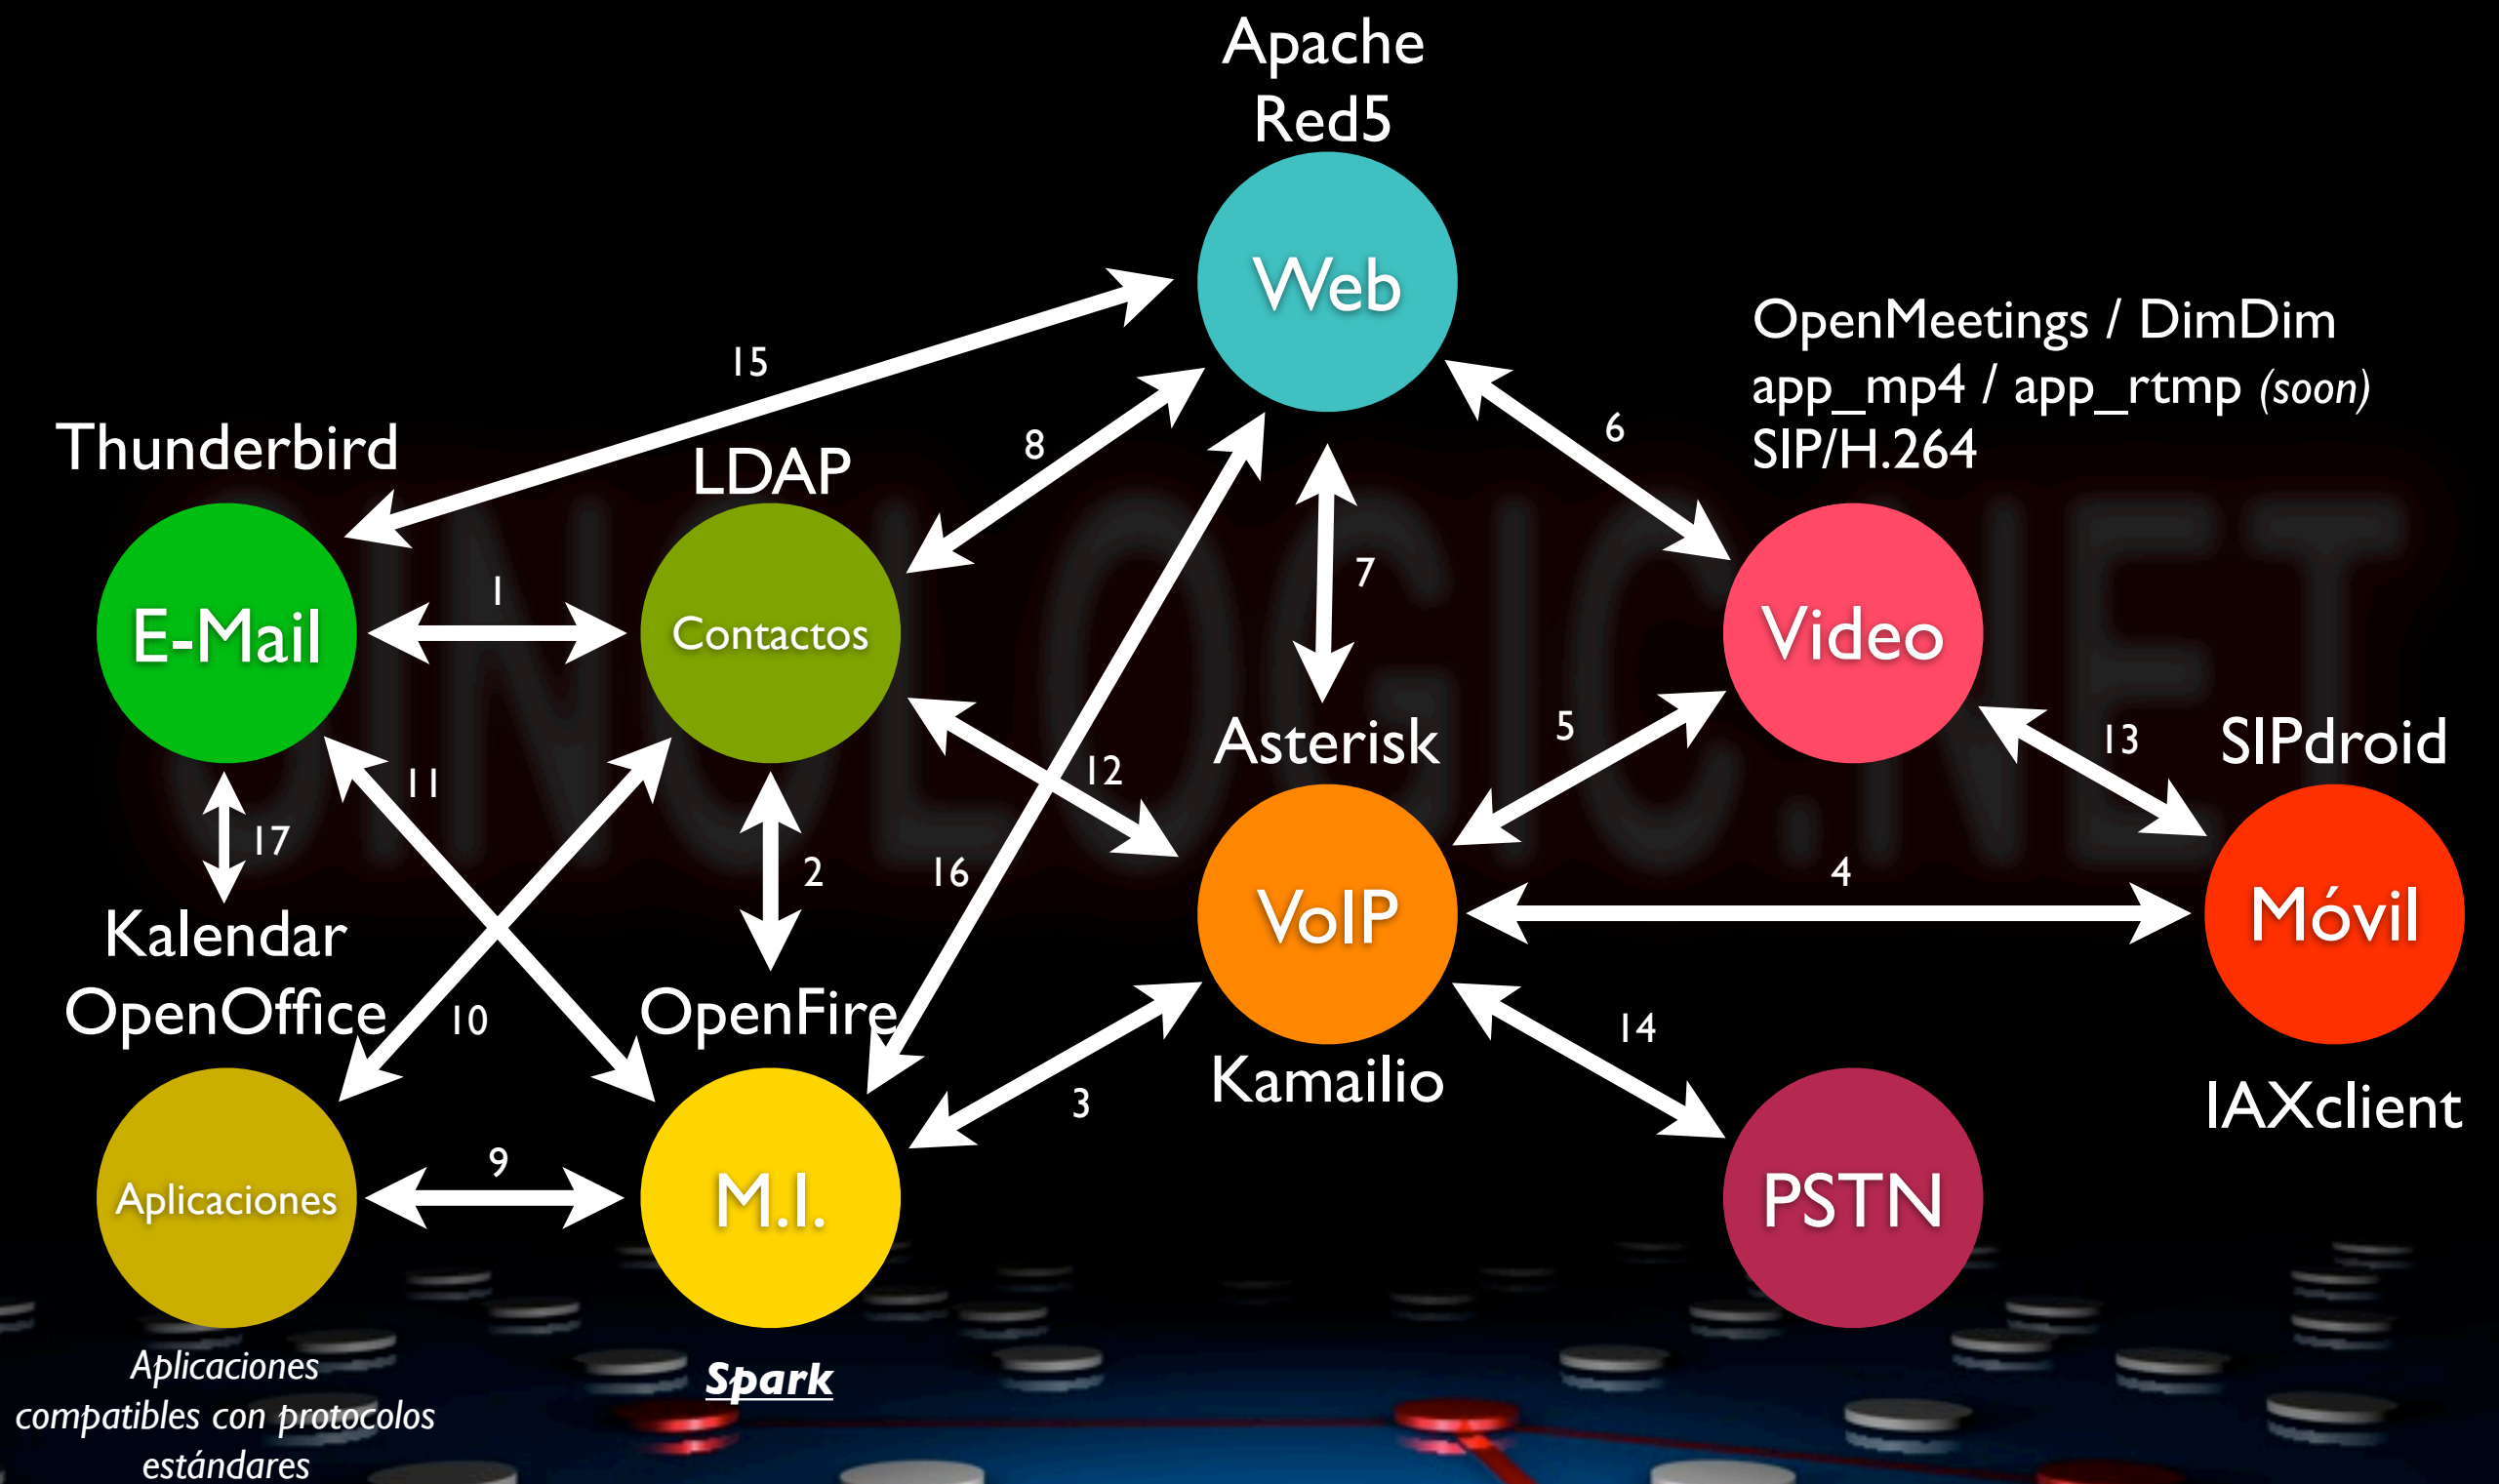 Apache
Red5
Web
OpenMeetings / DimDim
app_mp4 / app_rtmp (soon)
SIP/H.264
15
8
6
Thunderbird
LDAP
E-Mail
1
Contactos
7
Video
SINOLOGIC.NET
11
12
Asterisk
5
13
SIPdroid
17
2
16
VoIP
4
Móvil
Kalendar
OpenOffice
10
OpenFire
14
3
Kamailio
IAXclient
Aplicaciones
9
M.I.
PSTN
Aplicaciones
compatibles con protocolos
estándares
Spark